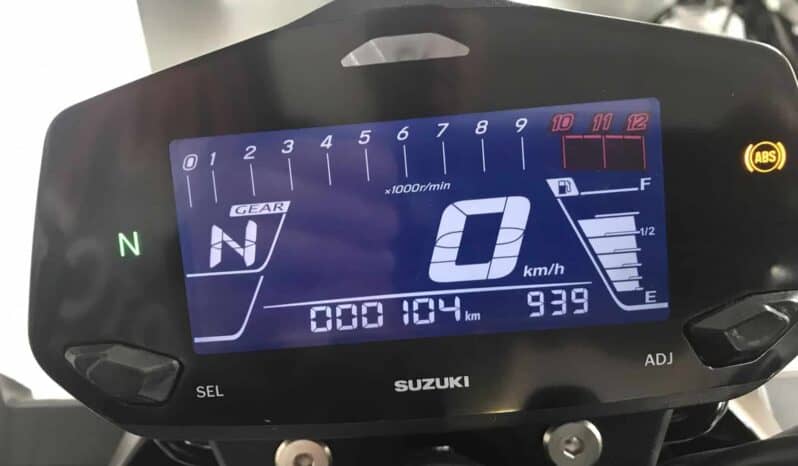 0 1 2 3 4 5 6 7 8 9 10 11 12
x1000r/min
ABS
GEAR
F
N
N
0 km/h
1/2
E
000104 km
939
SEL
SUZUKI
ADJ